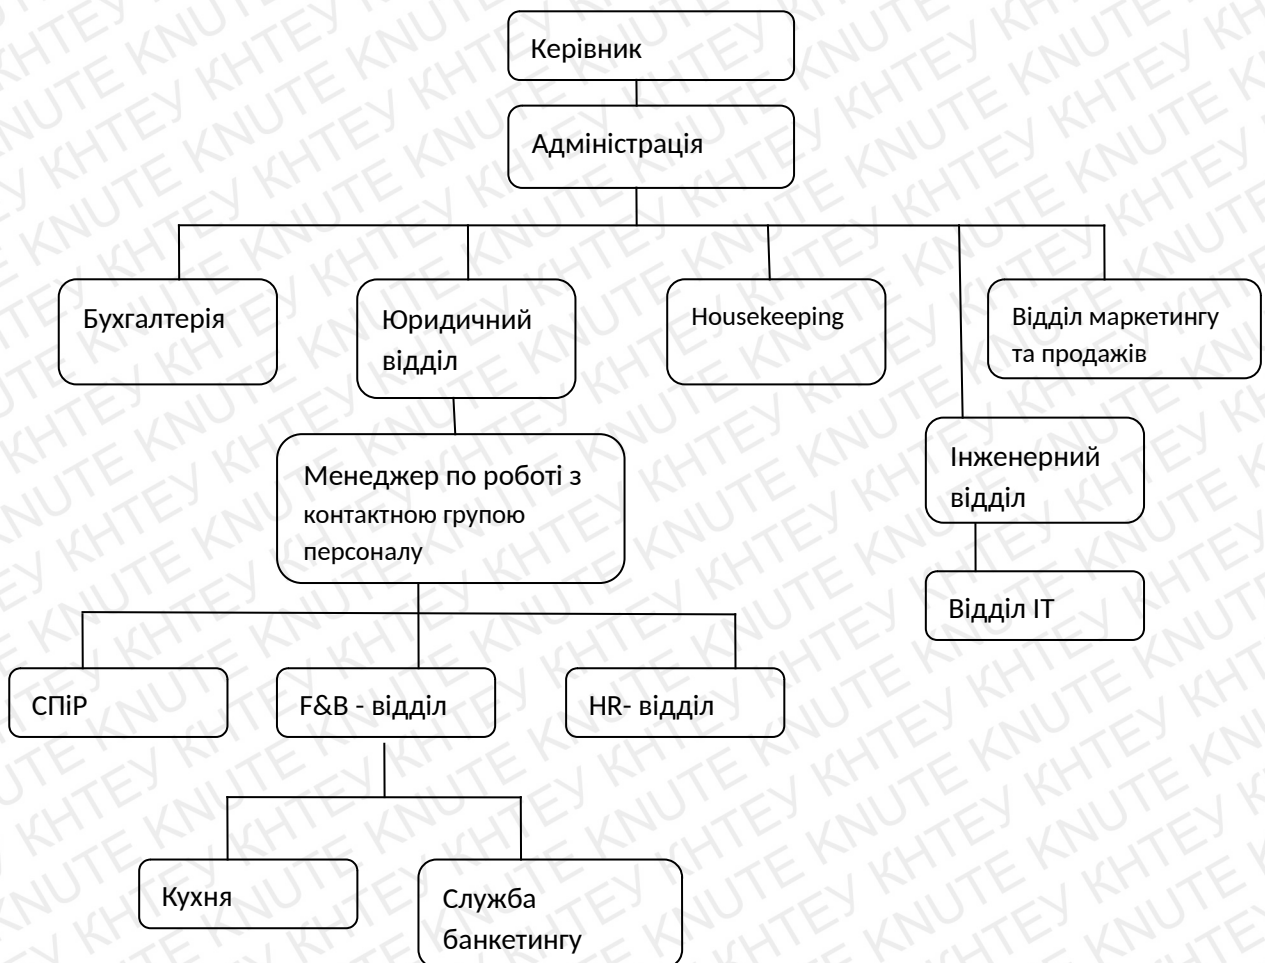 Керівник
Адміністрація
Бухгалтерія
Юридичний
відділ
Housekeeping
Відділ маркетингу
та продажів
Інженерний
відділ
Менеджер по роботі з
контактною групою
персоналу
Відділ ІТ
СПіР
F&B - відділ
HR- відділ
Кухня
Служба
банкетингу